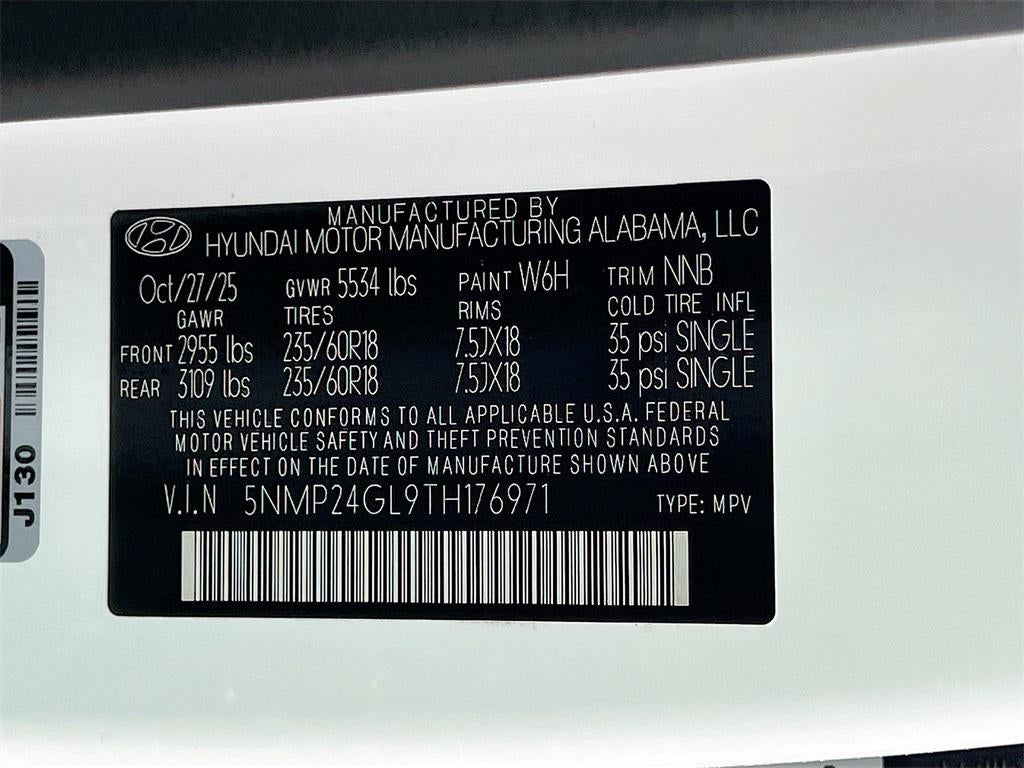 MANUFACTURED BY
HYUNDAI MOTOR MANUFACTURING ALABAMA, LLC
Oct/27/25 GVWR 5534 lbs PAINT W6H TRIM NNB
GAWR TIRES RIMS COLD TIRE INFL
FRONT 2955 lbs 235/60R18 7.5JX18 35 psi SINGLE
REAR 3109 lbs 235/60R18 7.5JX18 35 psi SINGLE
THIS VEHICLE CONFORMS TO ALL APPLICABLE U.S.A. FEDERAL
MOTOR VEHICLE SAFETY AND THEFT PREVENTION STANDARDS
IN EFFECT ON THE DATE OF MANUFACTURE SHOWN ABOVE
V.I.N 5NMP24GL9TH176971 TYPE: MPV
J130